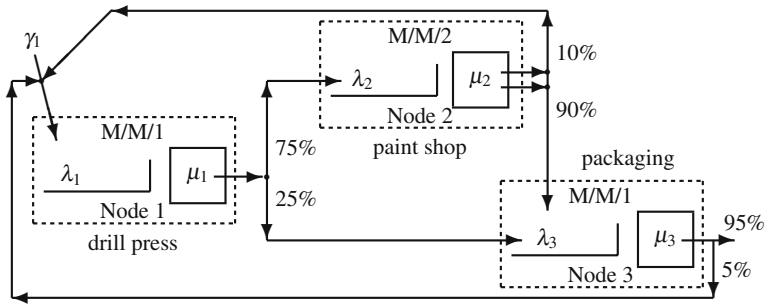 γ1
M/M/2
10%
λ2
μ2
Node 2
90%
paint shop
M/M/1
75%
λ1
μ1
25%
Node 1
drill press
packaging
M/M/1
λ3
μ3
95%
5%
Node 3